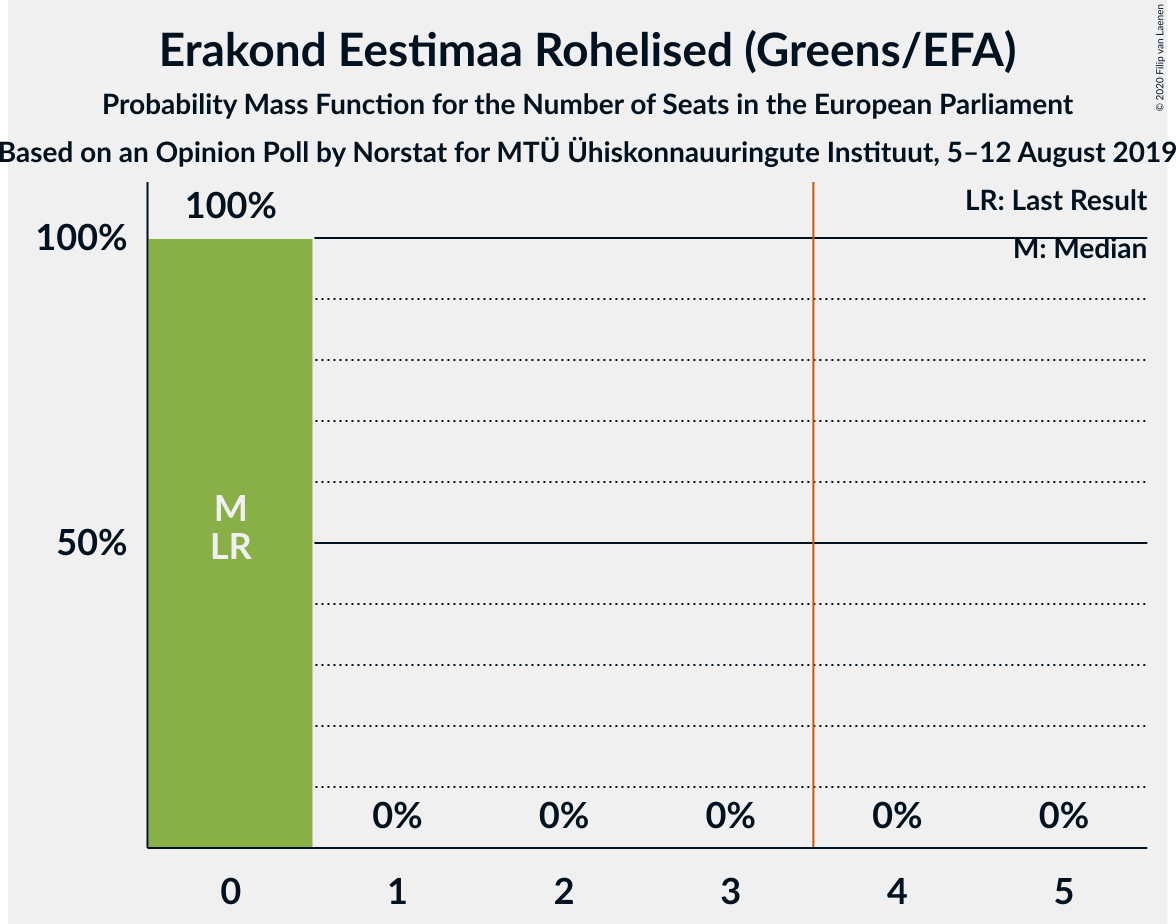 Erakond Eestimaa Rohelised (Greens/EFA)
Probability Mass Function for the Number of Seats in the European Parliament
Based on an Opinion Poll by Norstat for MTÜ Ühiskonnauuringute Instituut, 5–12 August 2019
© 2020 Filip van Laenen
LR: Last Result
M: Median
100%
100%
50%
M
LR
0% 0% 0% 0% 0%
0 1 2 3 4 5